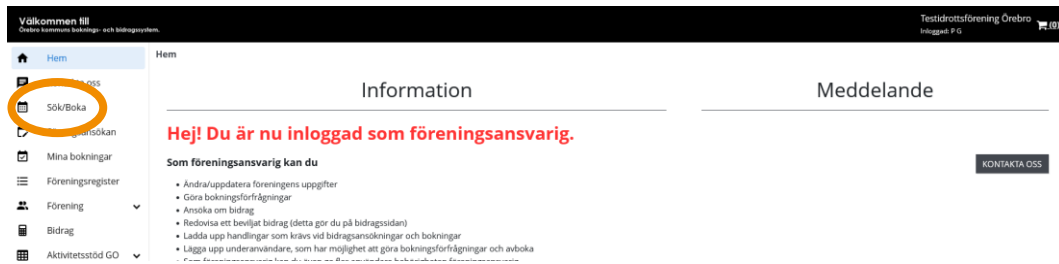 Välkommen till
Örebro kommuns boknings- och bidragssystem.
Testidrottsförening Örebro
Inloggad: P G
(0)
Hem
Hem
oss
Sök/Boka
Mina bokningar
Föreningsregister
Förening
Bidrag
Aktivitetsstöd GO
Information
Hej! Du är nu inloggad som föreningsansvarig.
Som föreningsansvarig kan du
• Ändra/uppdatera föreningens uppgifter
• Göra bokningsförfrågningar
• Ansöka om bidrag
• Redovisa ett beviljat bidrag (detta gör du på bidragssidan)
• Ladda upp handlingar som krävs vid bidragsansökningar och bokningar
• Lägga upp underanvändare, som har möjlighet att göra bokningsförfrågningar och avboka
Meddelande
KONTAKTA OSS